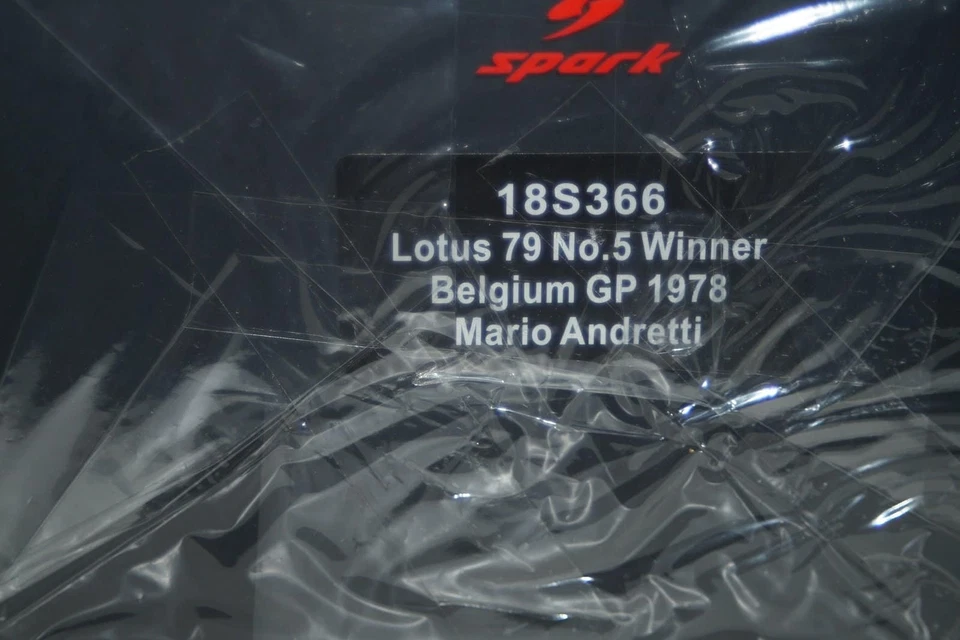 spark
18S366
Lotus 79 No.5 Winner
Belgium GP 1978
Mario Andretti